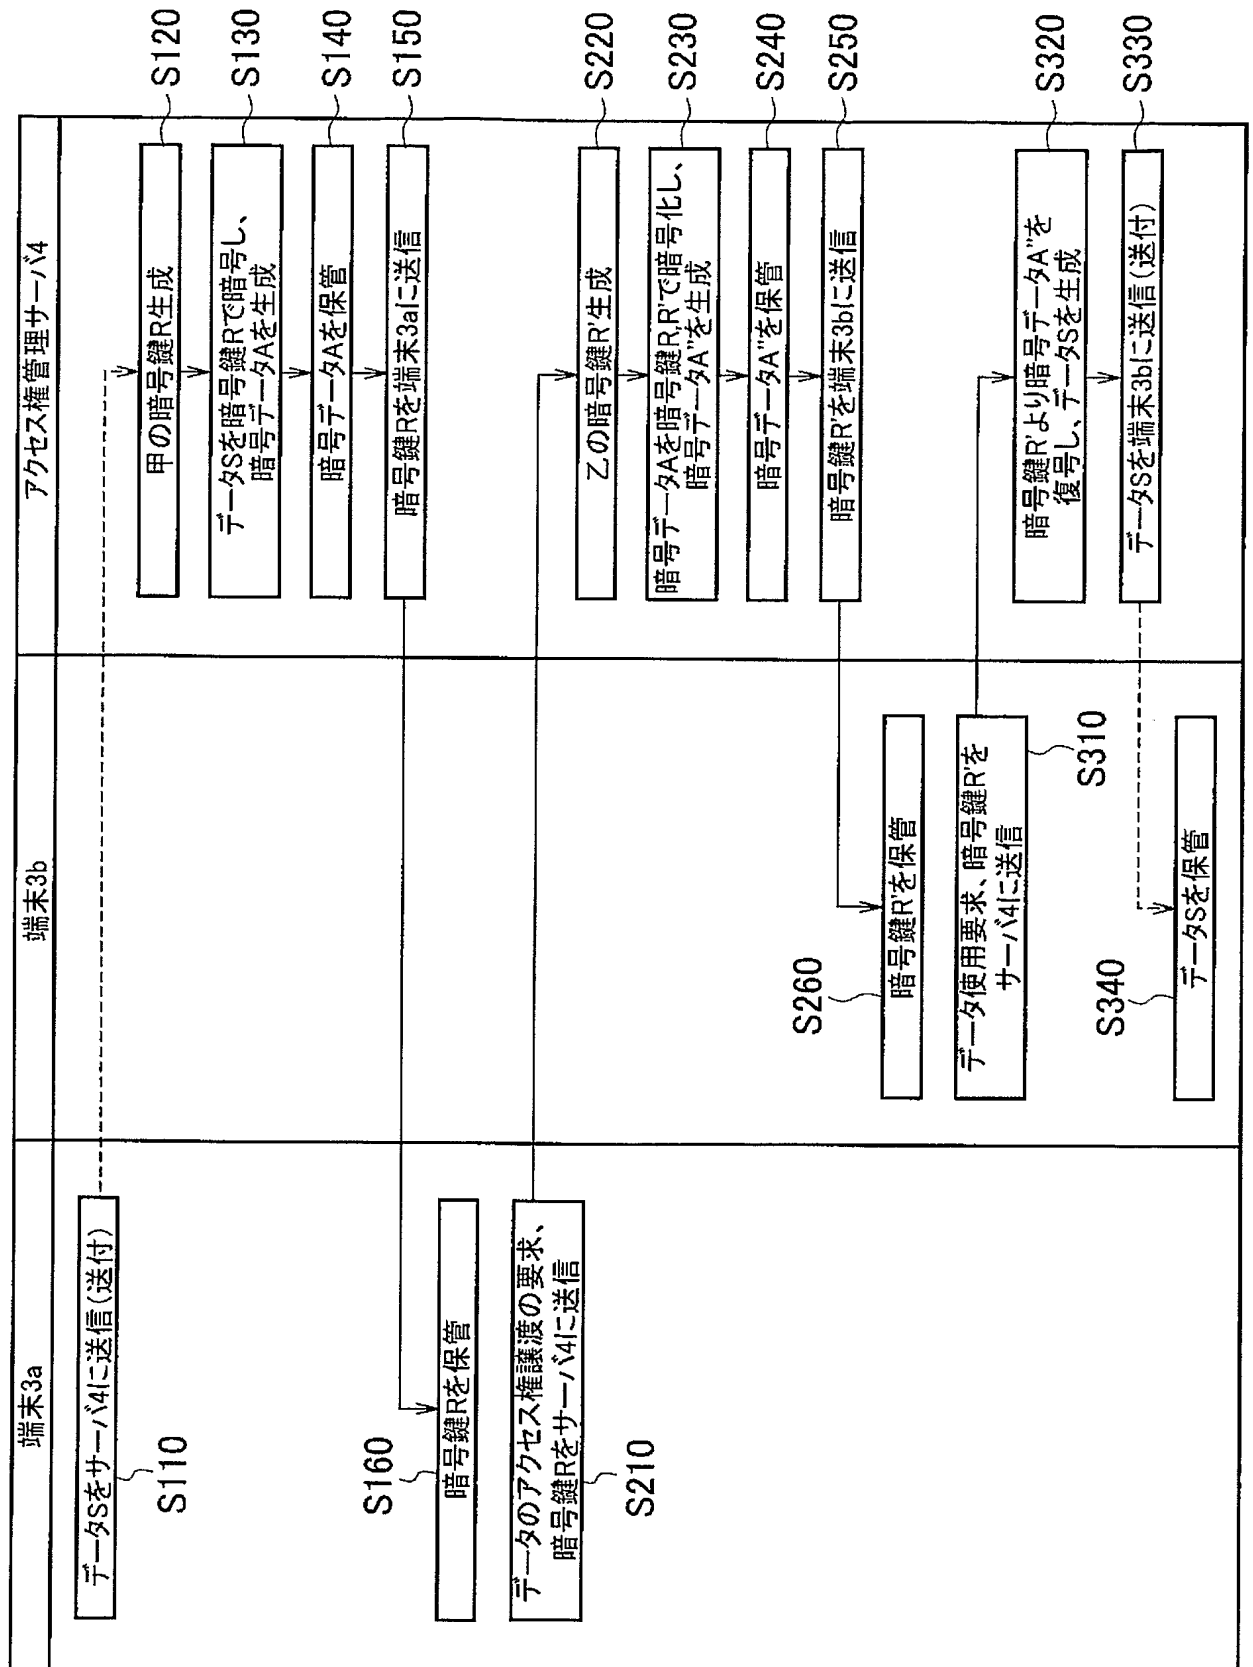 端末3a
端末3b
アクセス権管理サーバ4
データSをサーバ4に送信(送付)
S110
甲の暗号鍵R生成
S120
データSを暗号鍵Rで暗号し、
暗号データAを生成
S130
暗号データAを保管
S140
暗号鍵Rを端末3aに送信
S150
暗号鍵Rを保管
S160
データのアクセス権譲渡の要求、
暗号鍵Rをサーバ4に送信
S210
乙の暗号鍵R'生成
S220
暗号データAを暗号鍵R,R'で暗号化し、
暗号データA"を生成
S230
暗号データA"を保管
S240
暗号鍵R'を端末3bに送信
S250
暗号鍵R'を保管
S260
データ使用要求、暗号鍵R'を
サーバ4に送信
S310
暗号鍵R'より暗号データA"を
復号し、データSを生成
S320
データSを端末3bに送信(送付)
S330
データSを保管
S340